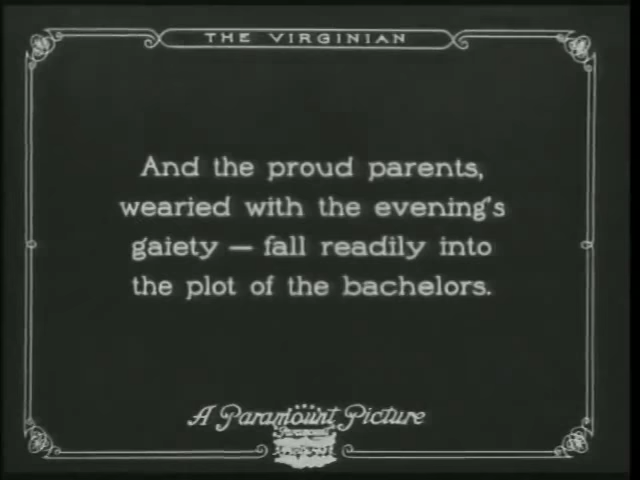 THE VIRGINIAN
And the proud parents,
wearied with the evening's
gaiety — fall readily into
the plot of the bachelors.
A Paramount Picture